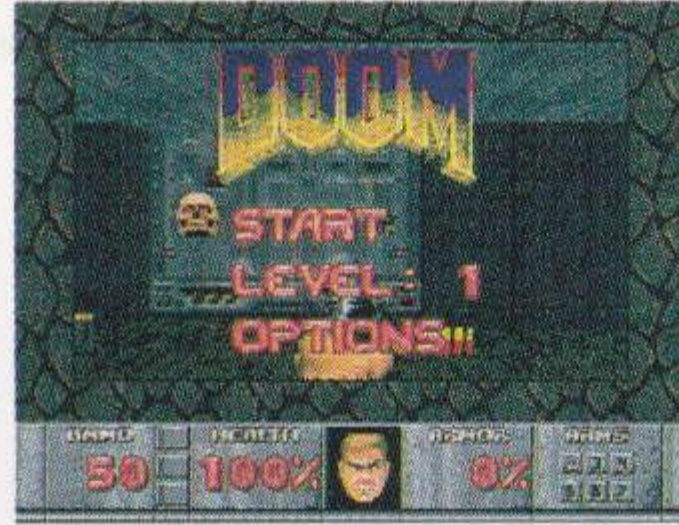 DOOM
START
LEVEL: 1
OPTIONS
AMMO HEALTH ARMOR ARMS
50 100% 0%